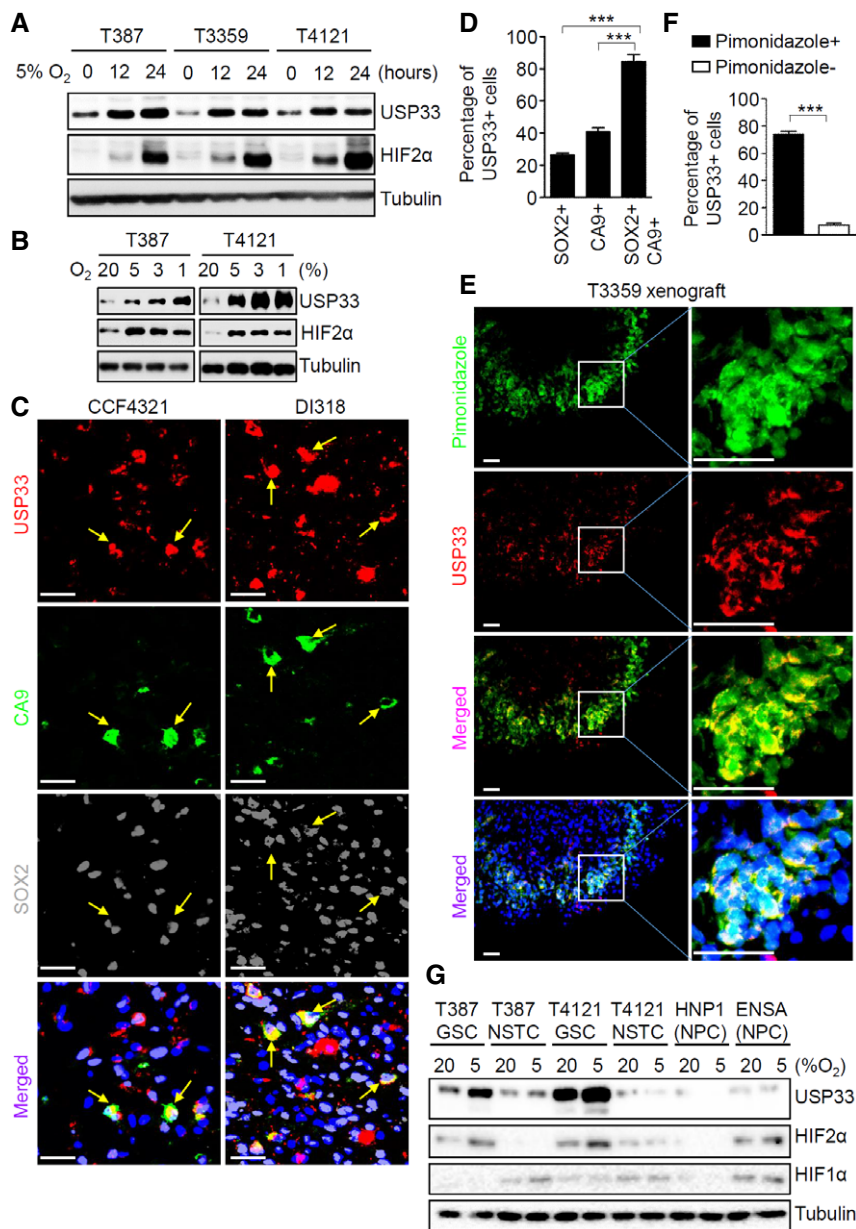 A
T387 T3359 T4121
5% O2 0 12 24 0 12 24 0 12 24 (hours)
USP33
HIF2α
Tubulin
B
T387 T4121
O2 20 5 3 1 20 5 3 1 (%)
USP33
HIF2α
Tubulin
C
CCF4321 DI318
USP33
CA9
SOX2
Merged
D
***
***
Percentage of
USP33+ cells
100
80
60
40
20
0
SOX2+
CA9+
SOX2+
CA9+
F
Pimonidazole+
Pimonidazole-
***
Percentage of
USP33+ cells
100
80
60
40
20
0
E
T3359 xenograft
Pimonidazole
USP33
Merged
Merged
G
T387 T387 T4121 T4121 HNP1 ENSA
GSC NSTC GSC NSTC (NPC) (NPC)
20 5 20 5 20 5 20 5 20 5 20 5 (%O2)
USP33
HIF2α
HIF1α
Tubulin